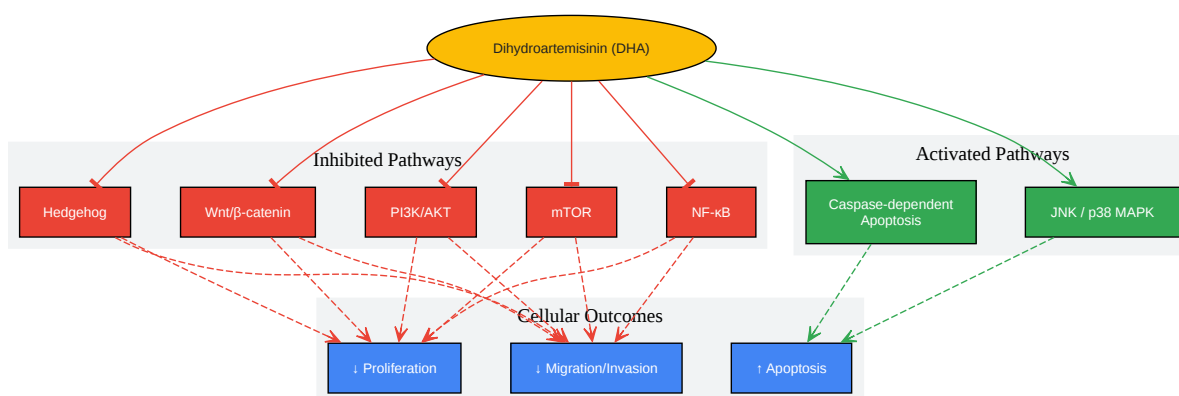 Dihydroartemisinin (DHA)
Inhibited Pathways
Activated Pathways
Hedgehog
Wnt/β-catenin
PI3K/AKT
mTOR
NF-κB
Caspase-dependent
Apoptosis
JNK / p38 MAPK
Cellular Outcomes
↓ Proliferation
↓ Migration/Invasion
↑ Apoptosis